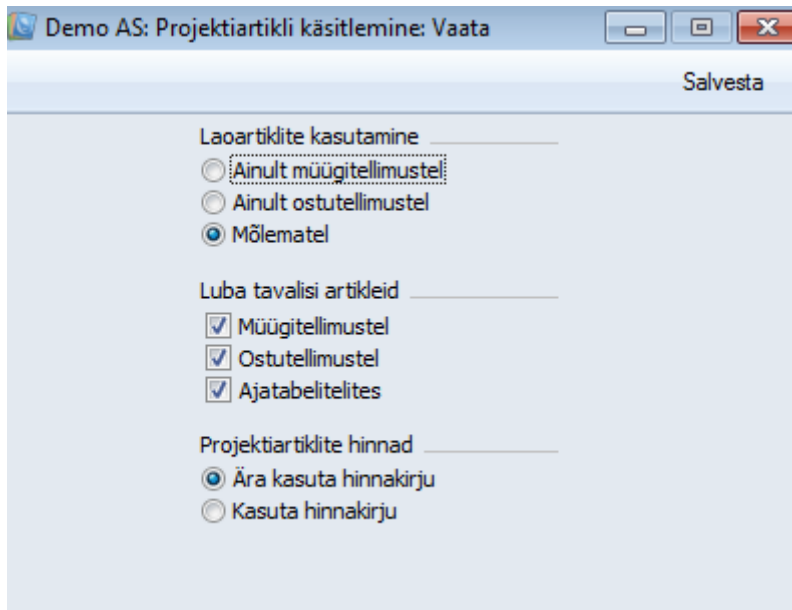 Demo AS: Projektiartikli käsitlemine: Vaata
Salvesta
Laoartiklite kasutamine
Ainult müügitellimustel
Ainult ostutellimustel
Mõlematel
Luba tavalisi artikleid
Müügitellimustel
Ostutellimustel
Ajatabelitelites
Projektiartiklite hinnad
Ära kasuta hinnakirju
Kasuta hinnakirju